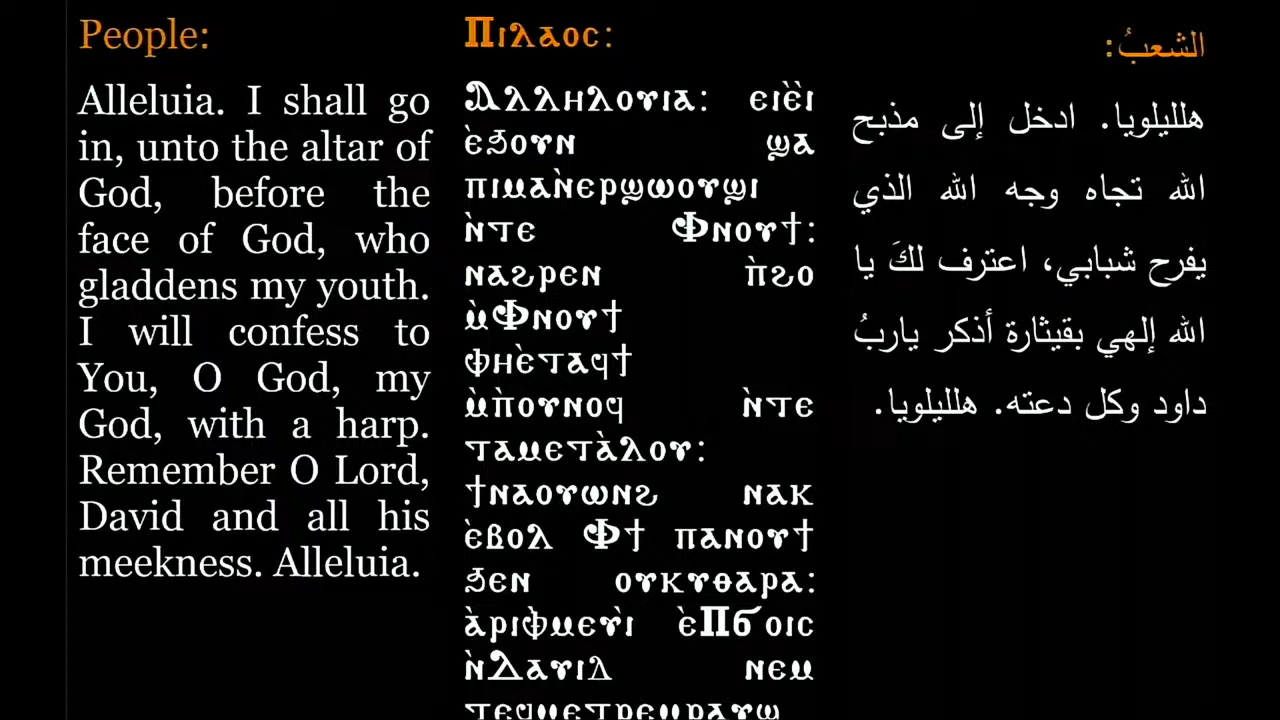 People:
Alleluia. I shall go
in, unto the altar of
God, before the
face of God, who
gladdens my youth.
I will confess to
You, O God, my
God, with a harp.
Remember O Lord,
David and all his
meekness. Alleluia.
Ⲡⲓⲗⲁⲟⲥ:
Ⲁⲗⲗⲏⲗⲟⲩⲓⲁ: ⲉⲓⲉ̀ⲓ̀
ⲉ̀ϧⲟⲩⲛ ϣⲁ
ⲡⲓⲙⲁⲛ̀ⲉⲣϣⲱⲟⲩϣⲓ
ⲛ̀ⲧⲉ Ⲫⲛⲟⲩϯ:
ⲛⲁϩⲣⲉⲛ ⲡ̀ϩⲟ
ⲙ̀Ⲫⲛⲟⲩϯ
ⲫⲏⲉ̀ⲧⲁϥϯ
ⲙ̀ⲡ̀ⲟⲩⲛⲟϥ ⲛ̀ⲧⲉ
ⲧⲁⲙⲉⲧⲁ̀ⲗⲟⲩ:
ϯⲛⲁⲟⲩⲱⲛϩ ⲛⲁⲕ
ⲉ̀ⲃⲟⲗ Ⲫϯ ⲡⲁⲛⲟⲩϯ
ϧⲉⲛ ⲟⲩⲕⲩⲑⲁⲣⲁ:
ⲁ̀ⲣⲓⲫ̀ⲙⲉⲩⲓ̀ ⲉ̀Ⲡϭⲟⲓⲥ
ⲛ̀Ⲇⲁⲩⲓⲇ ⲛⲉⲙ
ⲧⲉϥⲙⲉⲧⲣⲉⲙⲣⲁⲩϣ
الشعبُ:
هلليلويا. ادخل إلى مذبح
الله تجاه وجه الله الذي
يفرح شبابي، اعترف لكَ يا
الله إلهي بقيثارة أذكر ياربُ
داود وكل دعته. هلليلويا.